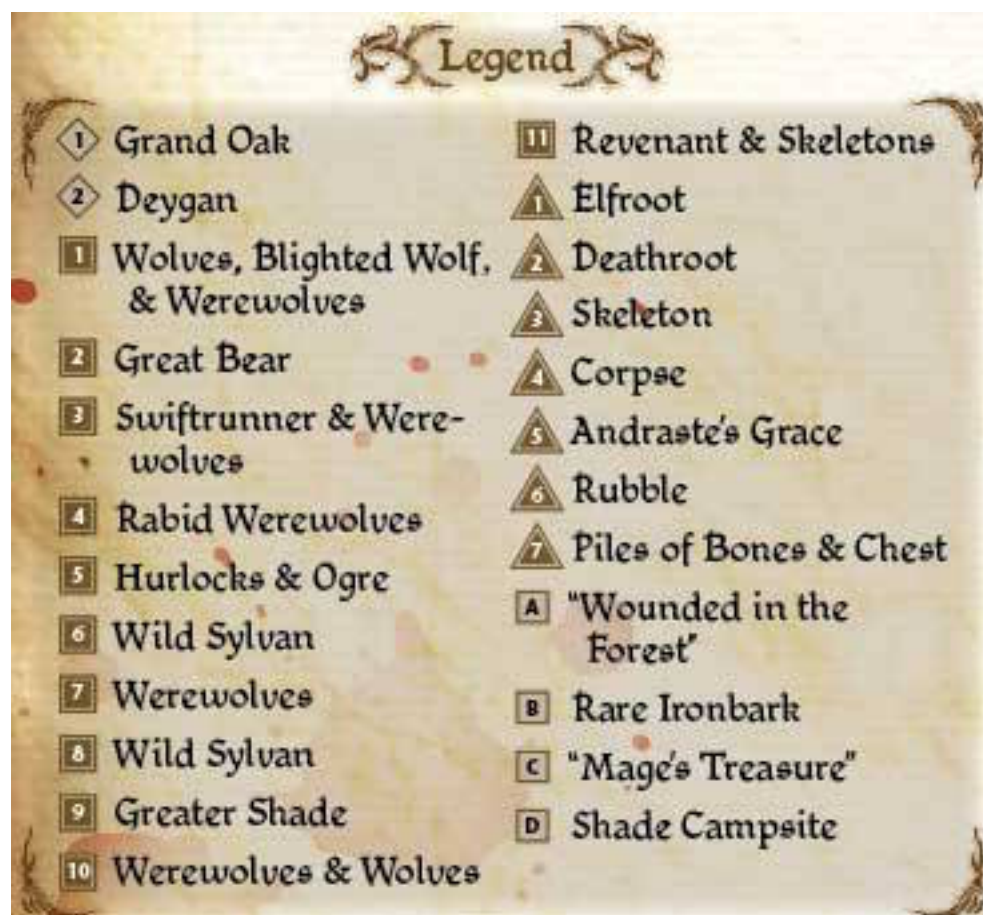 Legend
1 Grand Oak
2 Deygan
1 Wolves, Blighted Wolf,
& Werewolves
2 Great Bear
3 Swiftrunner & Were-
wolves
4 Rabid Werewolves
5 Hurlocks & Ogre
6 Wild Sylvan
7 Werewolves
8 Wild Sylvan
9 Greater Shade
10 Werewolves & Wolves
11 Revenant & Skeletons
1 Elfroot
2 Deathroot
3 Skeleton
4 Corpse
5 Andraste's Grace
6 Rubble
7 Piles of Bones & Chest
A "Wounded in the
Forest"
B Rare Ironbark
C "Mage's Treasure"
D Shade Campsite